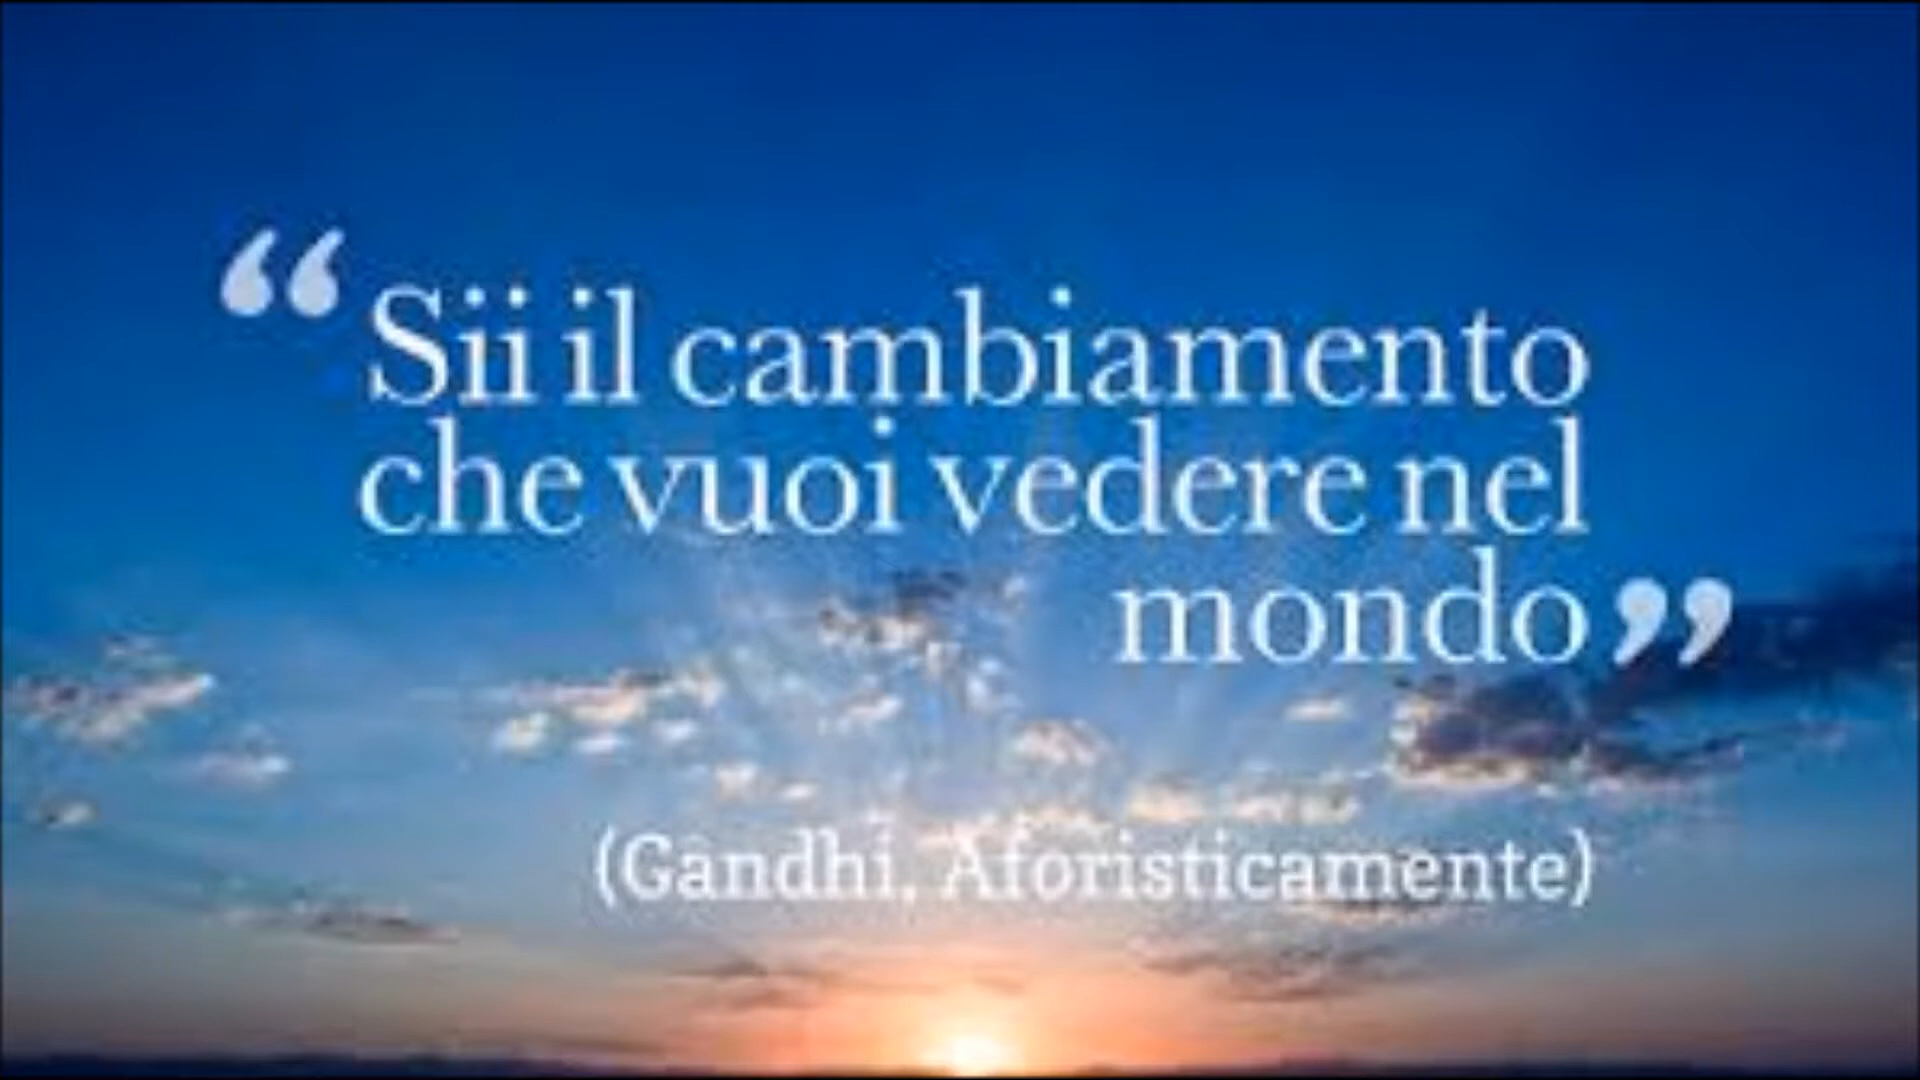 “Sii il cambiamento
che vuoi vedere nel
mondo”
(Gandhi, Aforisticamente)